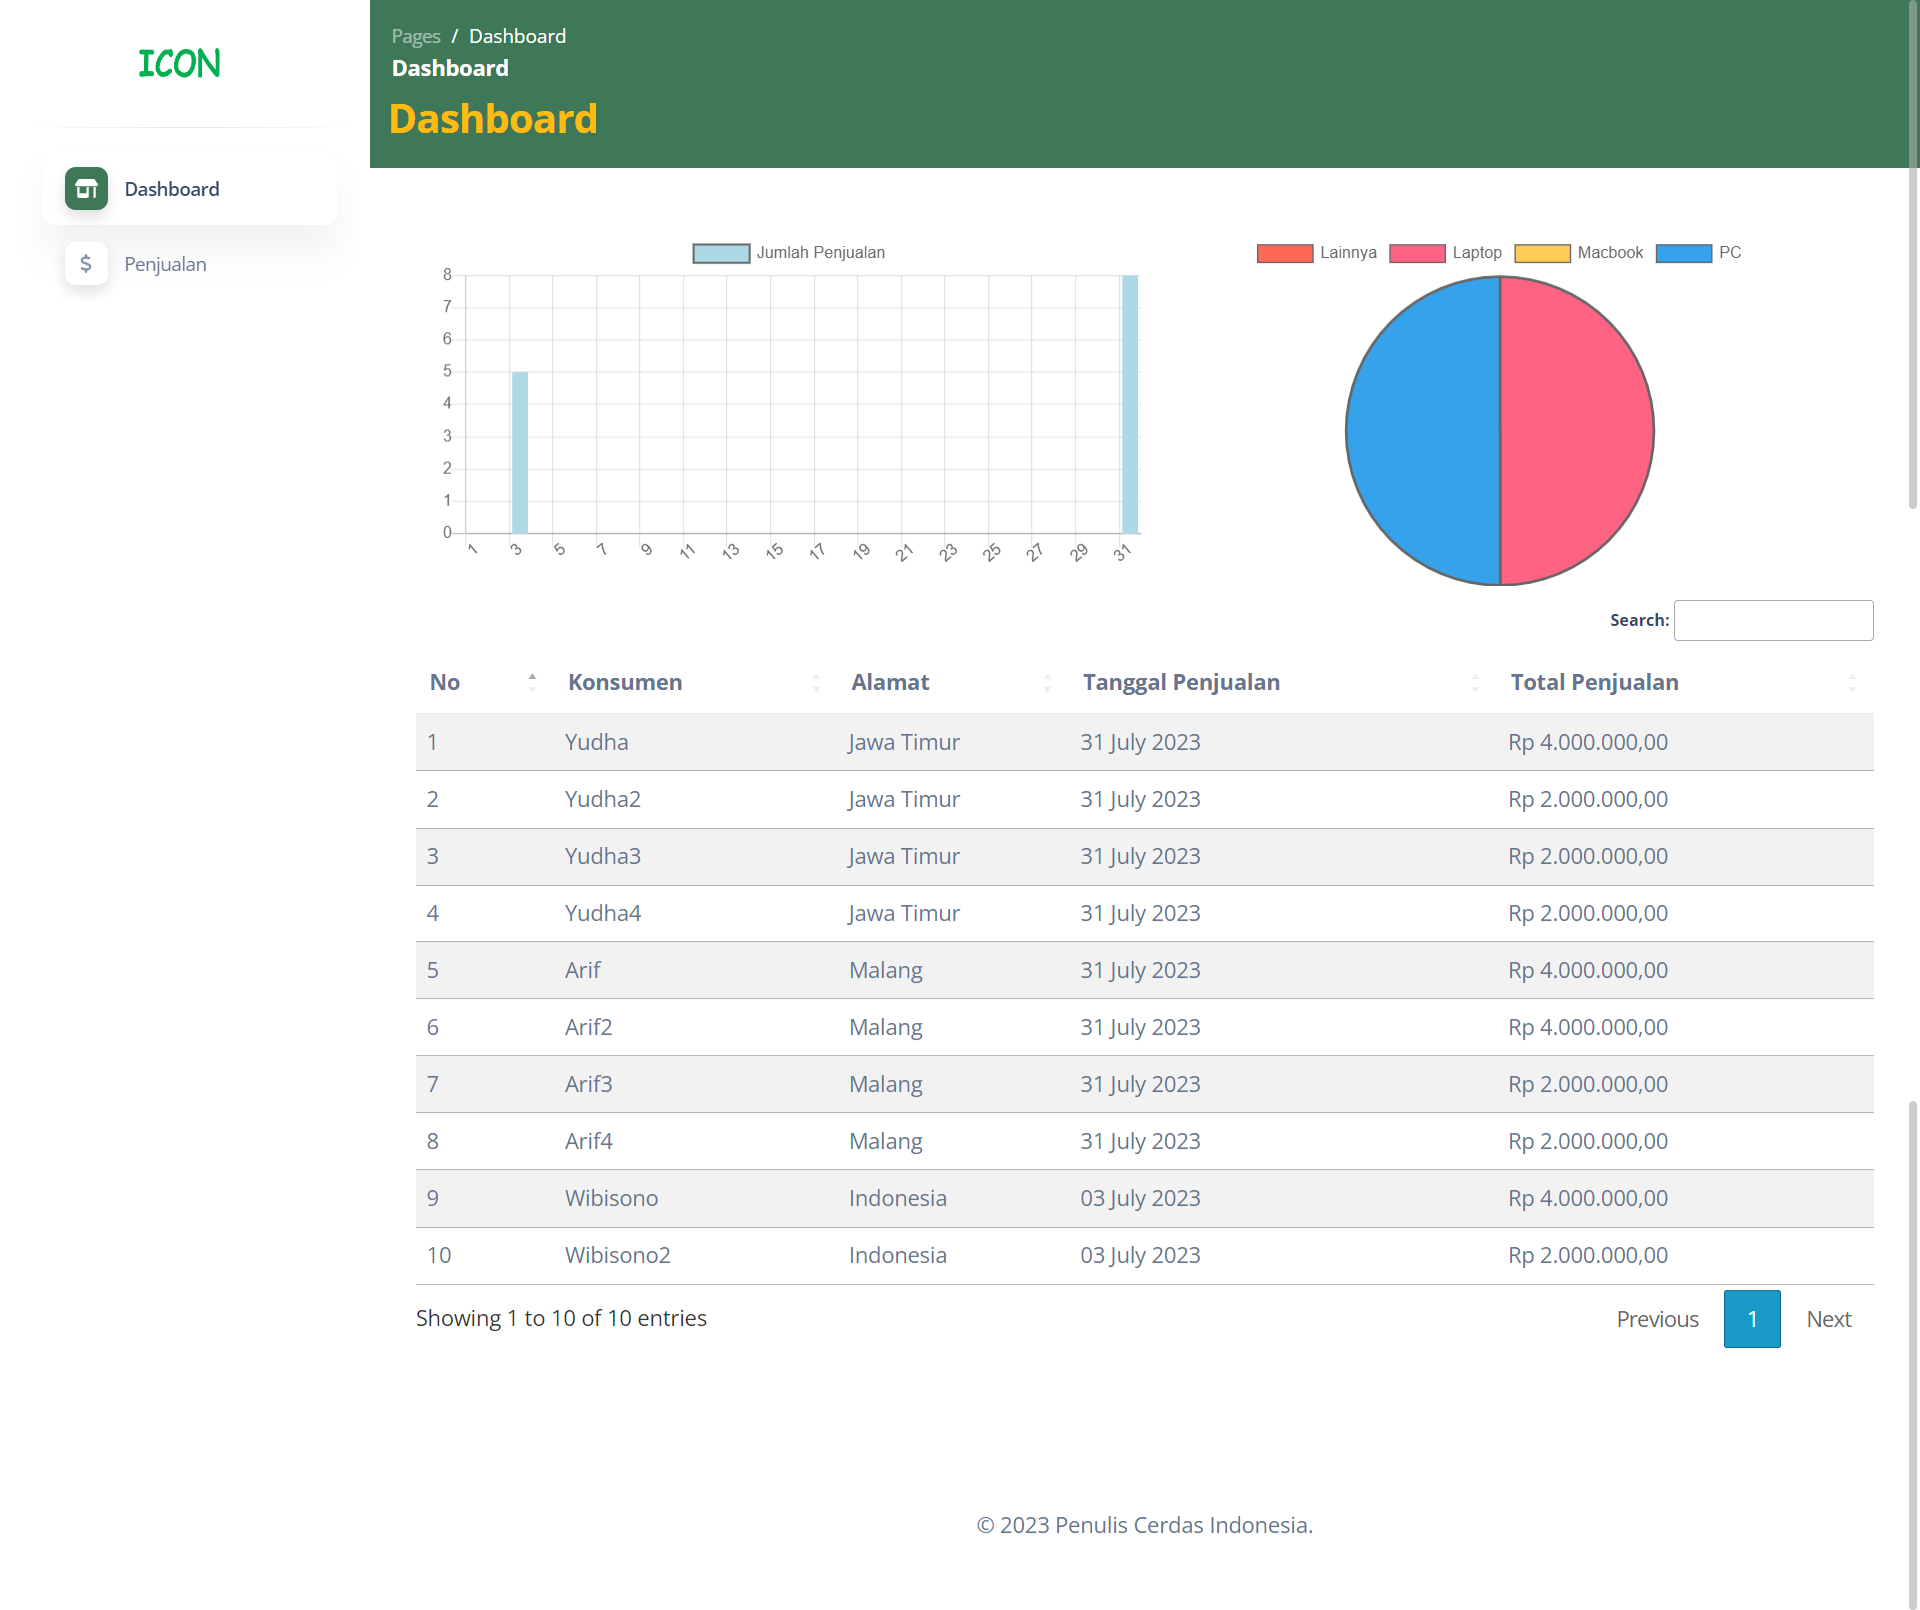 ICON
Dashboard
$ Penjualan
Pages / Dashboard
Dashboard
Dashboard
Jumlah Penjualan
8
7
6
5
4
3
2
1
0
1 3 5 7 9 11 13 15 17 19 21 23 25 27 29 31
Lainnya Laptop Macbook PC
Search:
No Konsumen Alamat Tanggal Penjualan Total Penjualan
1 Yudha Jawa Timur 31 July 2023 Rp 4.000.000,00
2 Yudha2 Jawa Timur 31 July 2023 Rp 2.000.000,00
3 Yudha3 Jawa Timur 31 July 2023 Rp 2.000.000,00
4 Yudha4 Jawa Timur 31 July 2023 Rp 2.000.000,00
5 Arif Malang 31 July 2023 Rp 4.000.000,00
6 Arif2 Malang 31 July 2023 Rp 4.000.000,00
7 Arif3 Malang 31 July 2023 Rp 2.000.000,00
8 Arif4 Malang 31 July 2023 Rp 2.000.000,00
9 Wibisono Indonesia 03 July 2023 Rp 4.000.000,00
10 Wibisono2 Indonesia 03 July 2023 Rp 2.000.000,00
Showing 1 to 10 of 10 entries
Previous 1 Next
© 2023 Penulis Cerdas Indonesia.